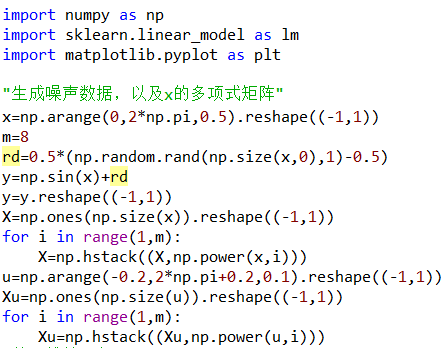 import numpy as np
import sklearn.linear_model as lm
import matplotlib.pyplot as plt
"生成噪声数据，以及x的多项式矩阵"
x=np.arange(0,2*np.pi,0.5).reshape((-1,1))
m=8
rd=0.5*(np.random.rand(np.size(x,0),1)-0.5)
y=np.sin(x)+rd
y=y.reshape((-1,1))
X=np.ones(np.size(x)).reshape((-1,1))
for i in range(1,m):
    X=np.hstack((X,np.power(x,i)))
u=np.arange(-0.2,2*np.pi+0.2,0.1).reshape((-1,1))
Xu=np.ones(np.size(u)).reshape((-1,1))
for i in range(1,m):
    Xu=np.hstack((Xu,np.power(u,i)))